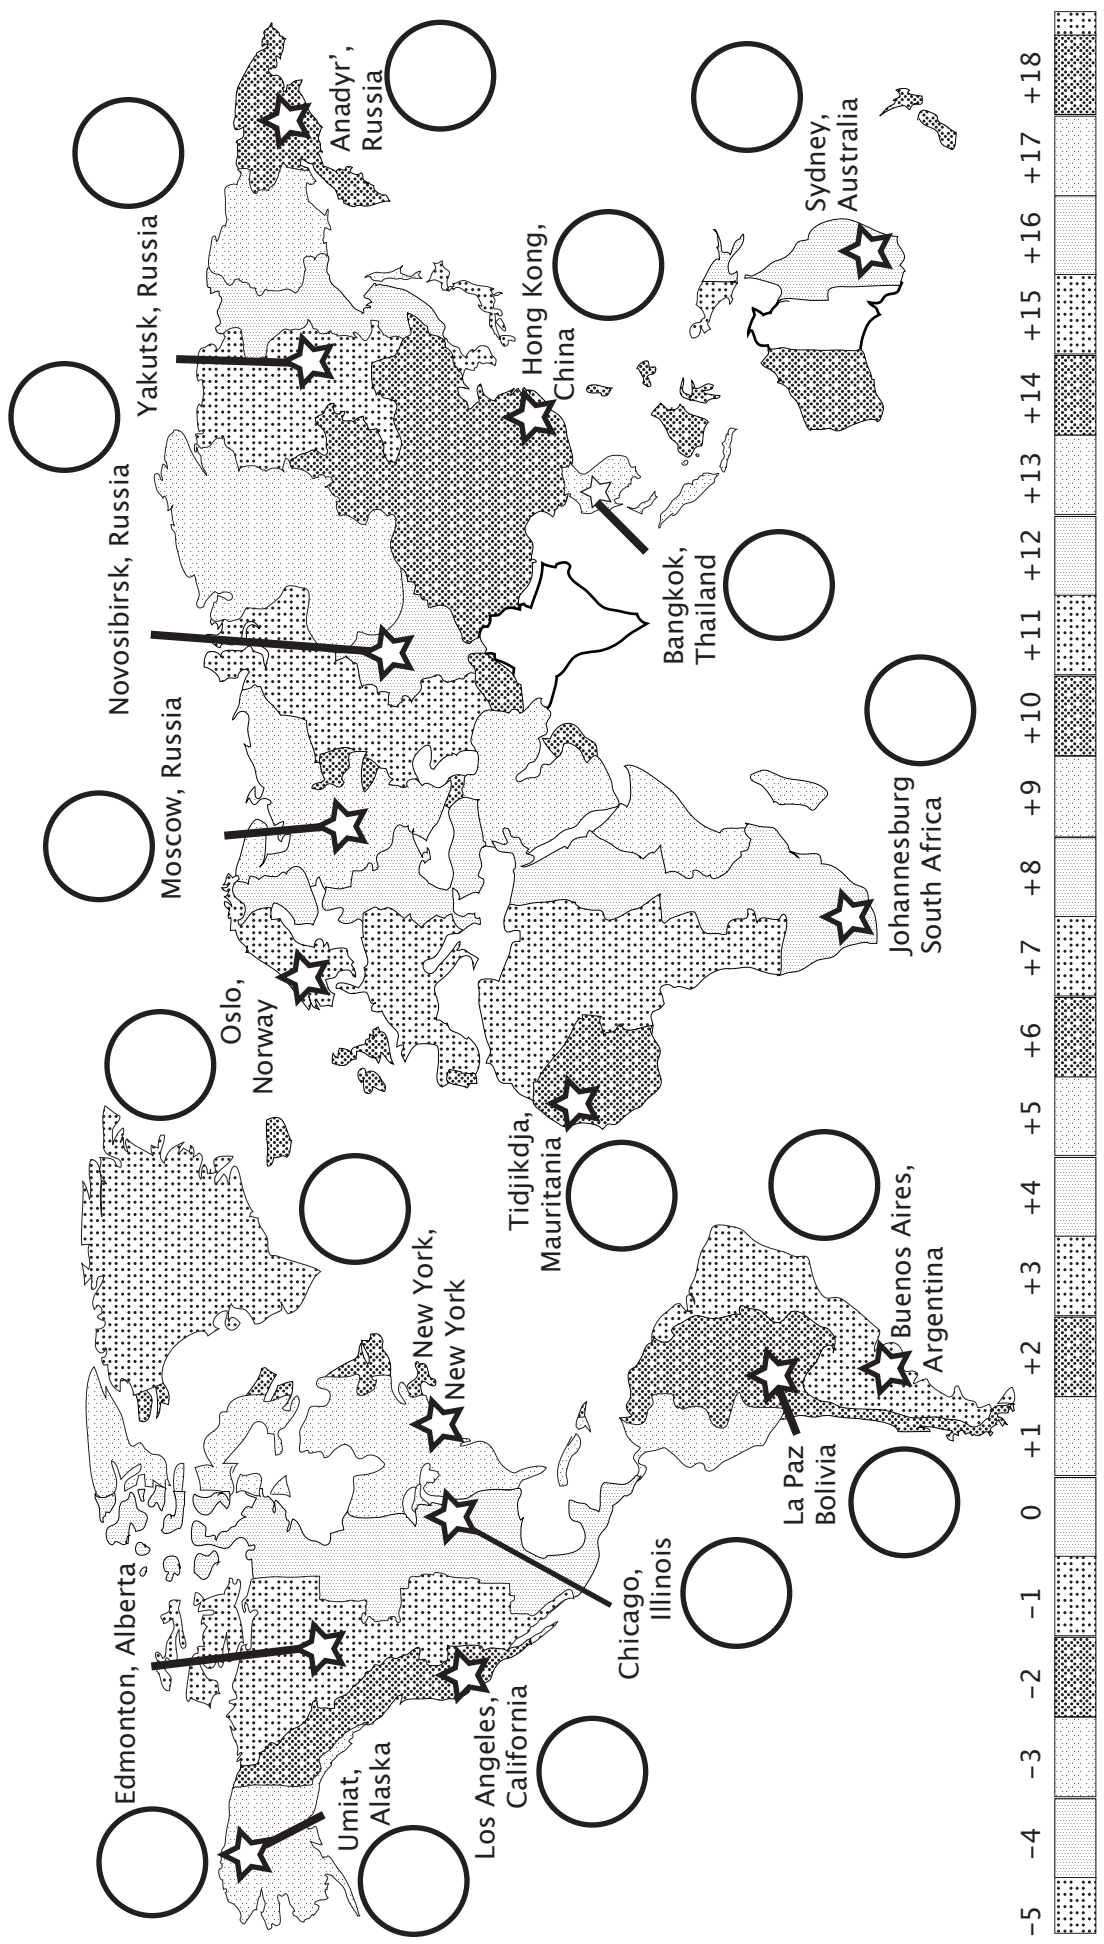 Edmonton, Alberta
Umiat,
Alaska
Los Angeles,
California
Chicago,
Illinois
New York,
New York
La Paz
Bolivia
Buenos Aires,
Argentina
Tidjikdja,
Mauritania
Oslo,
Norway
Moscow, Russia
Johannesburg
South Africa
Novosibirsk, Russia
Bangkok,
Thailand
Yakutsk, Russia
Hong Kong,
China
Anadyr',
Russia
Sydney,
Australia
−5 −4 −3 −2 −1 0 +1 +2 +3 +4 +5 +6 +7 +8 +9 +10 +11 +12 +13 +14 +15 +16 +17 +18